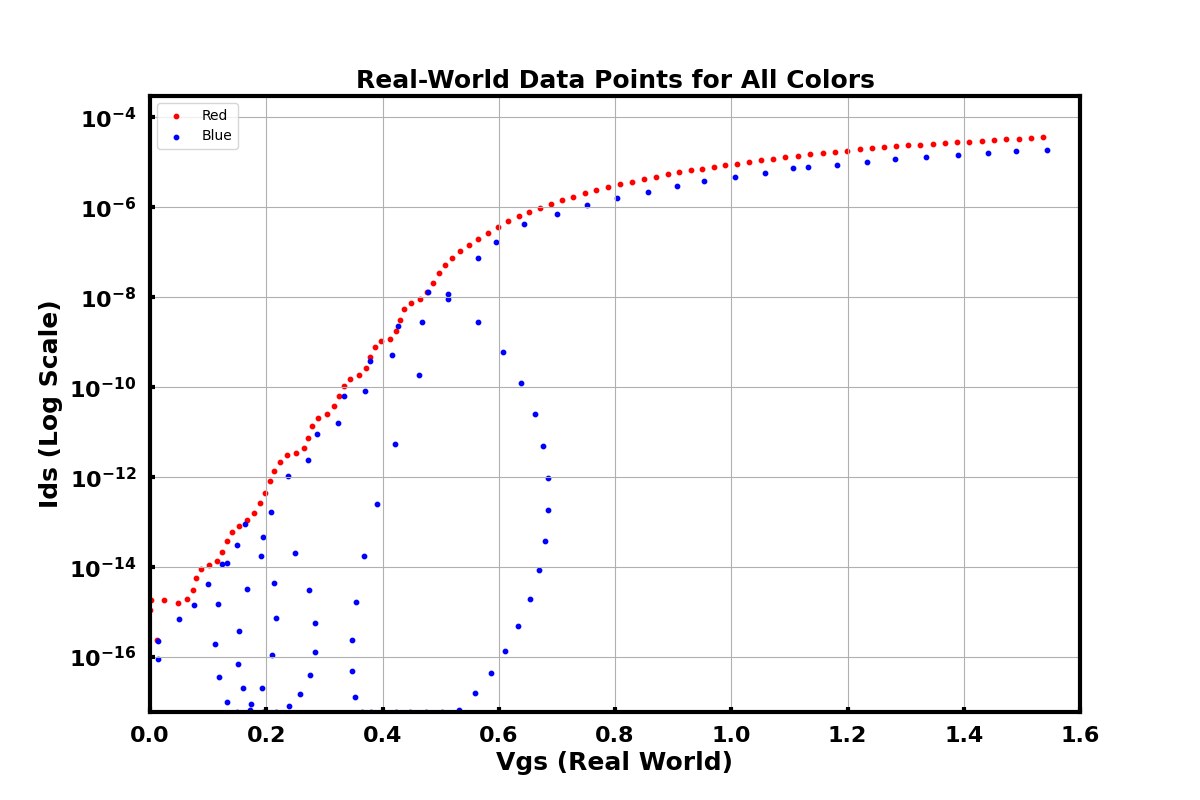 Real-World Data Points for All Colors
Red
Blue
10⁻⁴
10⁻⁶
10⁻⁸
10⁻¹⁰
10⁻¹²
10⁻¹⁴
10⁻¹⁶
Ids (Log Scale)
0.0 0.2 0.4 0.6 0.8 1.0 1.2 1.4 1.6
Vgs (Real World)